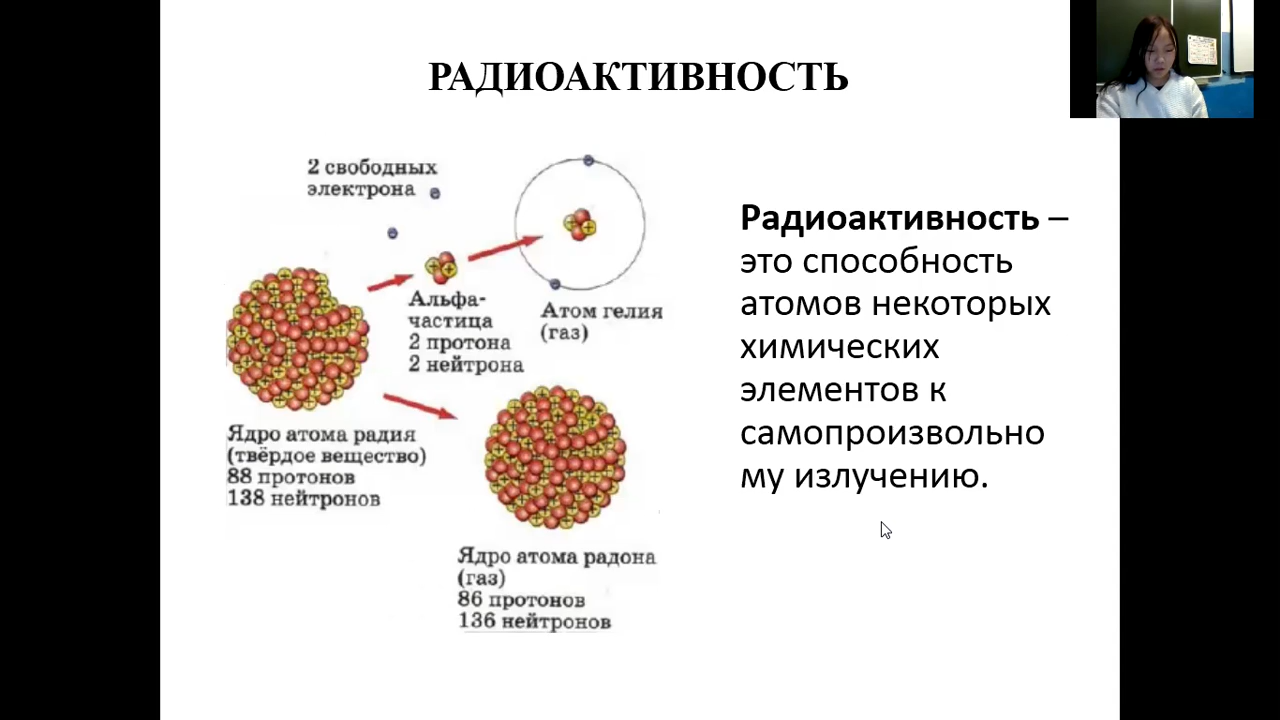 РАДИОАКТИВНОСТЬ
2 свободных
электрона
Альфа-
частица
2 протона
2 нейтрона
Атом гелия
(газ)
Ядро атома радия
(твёрдое вещество)
88 протонов
138 нейтронов
Ядро атома радона
(газ)
86 протонов
136 нейтронов
Радиоактивность –
это способность
атомов некоторых
химических
элементов к
самопроизвольно
му излучению.